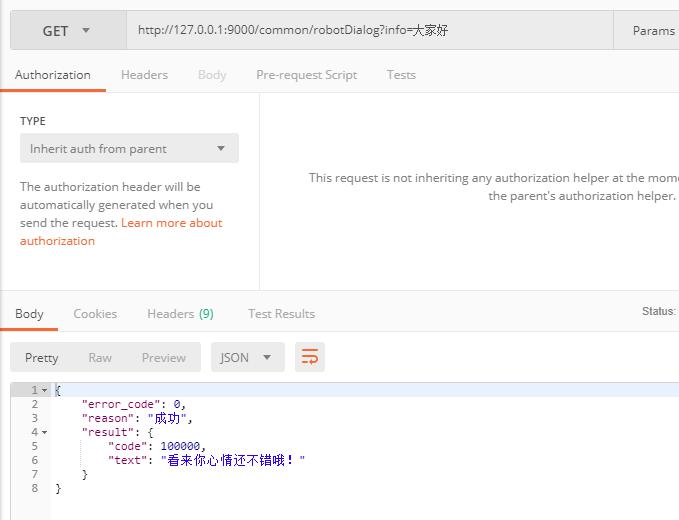 GET http://127.0.0.1:9000/common/robotDialog?info=大家好 Params
Authorization Headers Body Pre-request Script Tests
TYPE
Inherit auth from parent
The authorization header will be
automatically generated when you
send the request. Learn more about
authorization
This request is not inheriting any authorization helper at the mome
the parent's authorization helper.
Body Cookies Headers (9) Test Results Status:
Pretty Raw Preview JSON
1 {
2 "error_code": 0,
3 "reason": "成功",
4 "result": {
5 "code": 100000,
6 "text": "看来你心情还不错哦！"
7 }
8 }